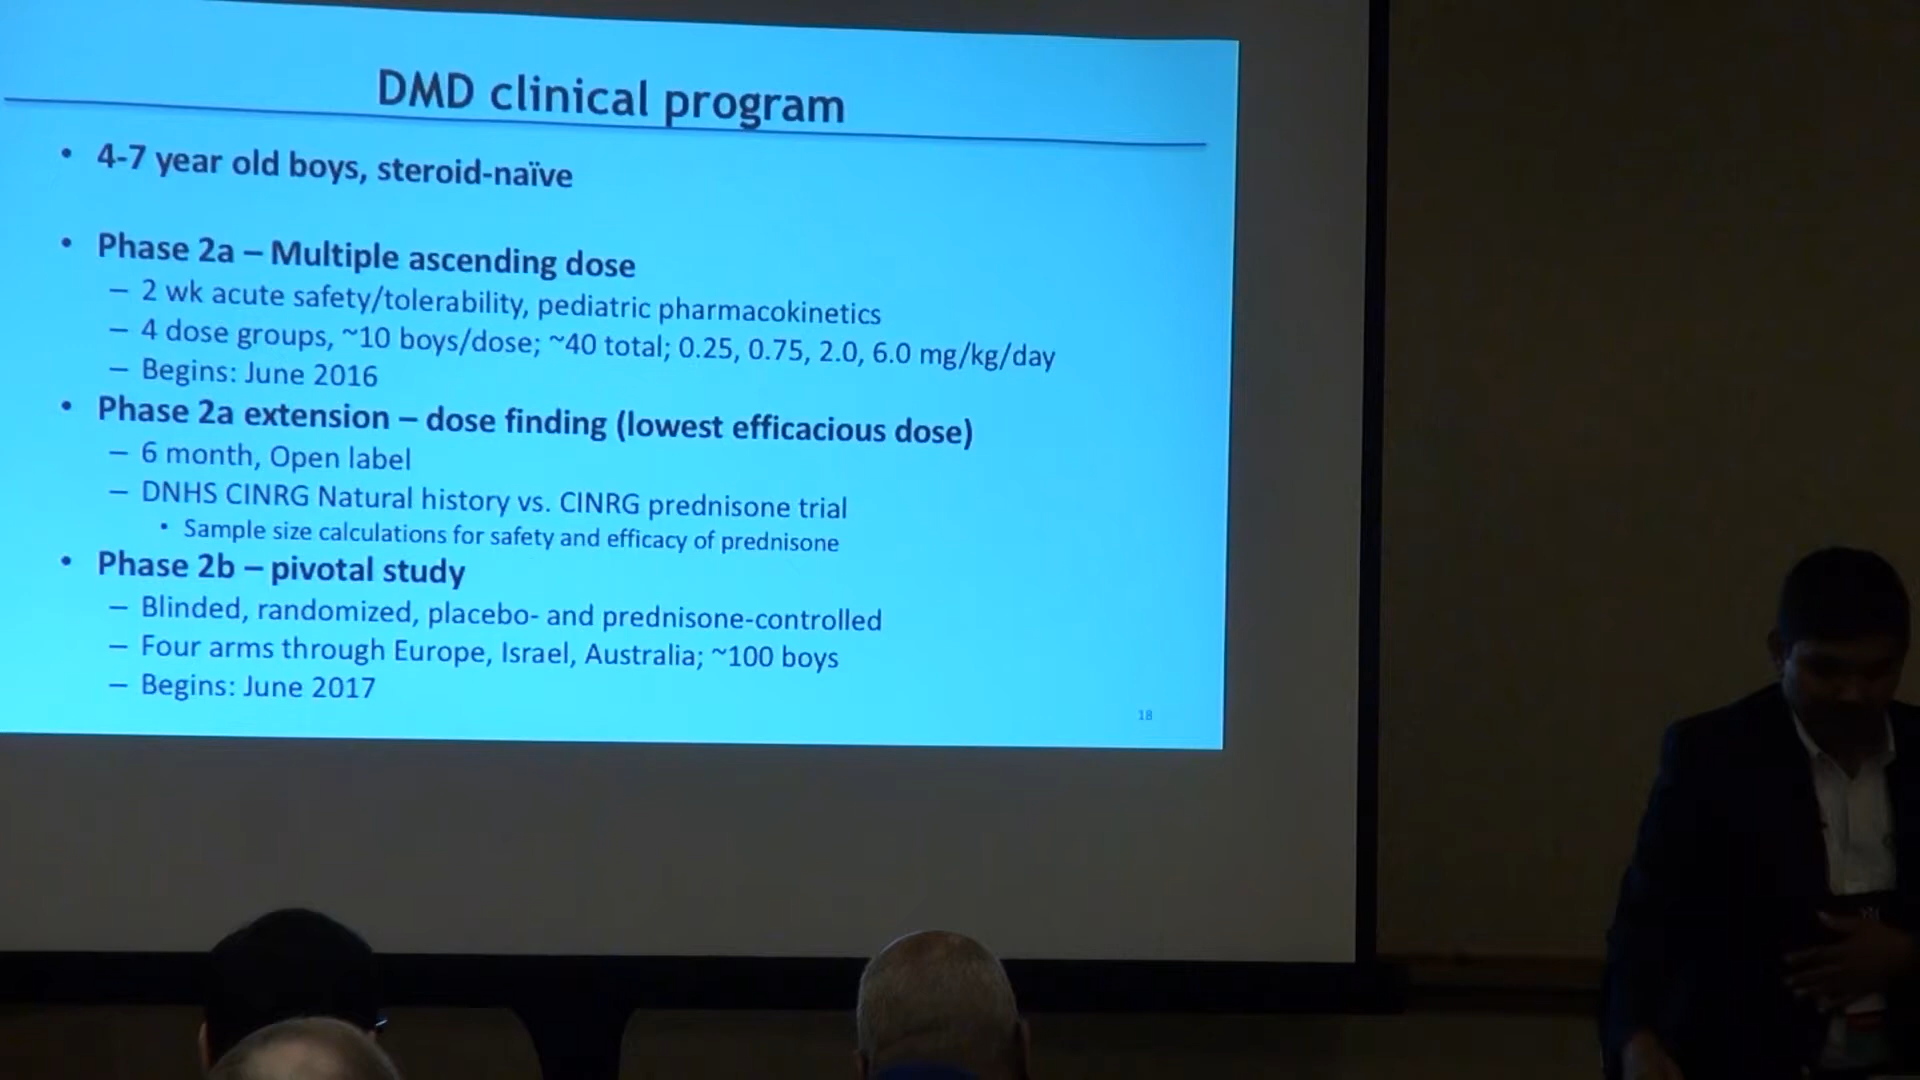 DMD clinical program
• 4-7 year old boys, steroid-naïve
• Phase 2a – Multiple ascending dose
– 2 wk acute safety/tolerability, pediatric pharmacokinetics
– 4 dose groups, ~10 boys/dose; ~40 total; 0.25, 0.75, 2.0, 6.0 mg/kg/day
– Begins: June 2016
• Phase 2a extension – dose finding (lowest efficacious dose)
– 6 month, Open label
– DNHS CINRG Natural history vs. CINRG prednisone trial
• Sample size calculations for safety and efficacy of prednisone
• Phase 2b – pivotal study
– Blinded, randomized, placebo- and prednisone-controlled
– Four arms through Europe, Israel, Australia; ~100 boys
– Begins: June 2017
18